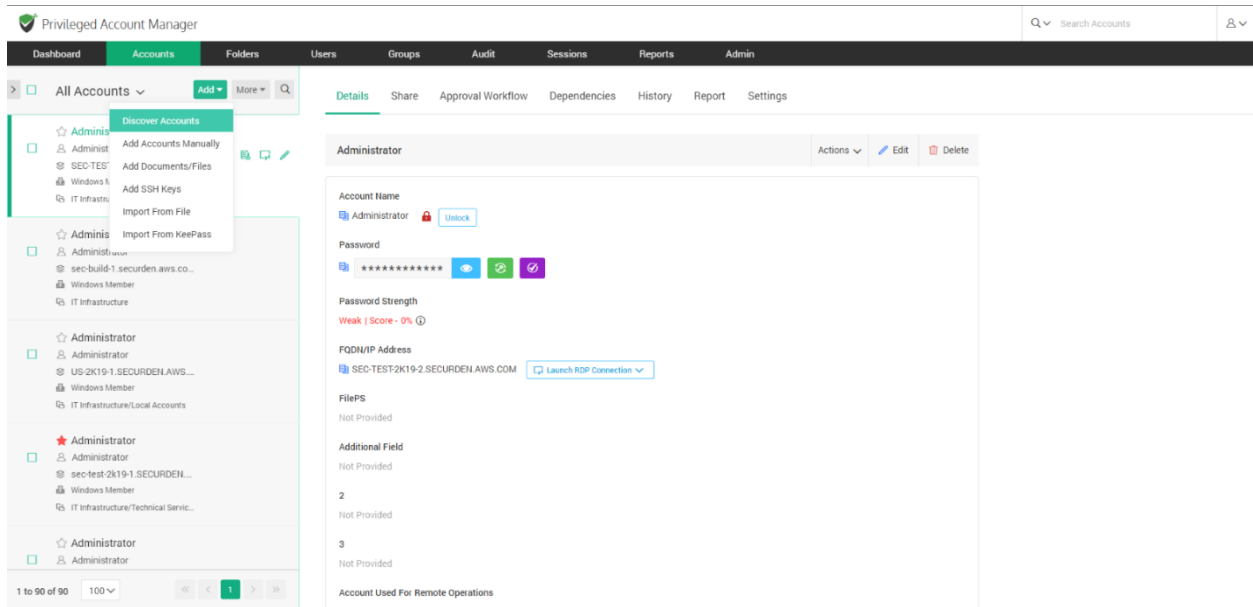 Privileged Account Manager
Search Accounts
Dashboard Accounts Folders Users Groups Audit Sessions Reports Admin
All Accounts Add More
Discover Accounts
Add Accounts Manually
Add Documents/Files
Add SSH Keys
Import From File
Import From KeePass
Adminis
Administ
SEC-TES
Windows M
IT Infrastru
Adminis
Administrator
sec-build-1.securden.aws.co...
Windows Member
IT Infrastructure
Administrator
Administrator
US-2K19-1.SECURDEN.AWS....
Windows Member
IT Infrastructure/Local Accounts
Administrator
Administrator
sec-test-2k19-1.SECURDEN....
Windows Member
IT Infrastructure/Technical Servic...
Administrator
Administrator
1 to 90 of 90 100 « < 1 > »
Details Share Approval Workflow Dependencies History Report Settings
Administrator Actions Edit Delete
Account Name
Administrator Unlock
Password
************
Password Strength
Weak | Score - 0%
FQDN/IP Address
SEC-TEST-2K19-2.SECURDEN.AWS.COM Launch RDP Connection
FilePS
Not Provided
Additional Field
Not Provided
2
Not Provided
3
Not Provided
Account Used For Remote Operations